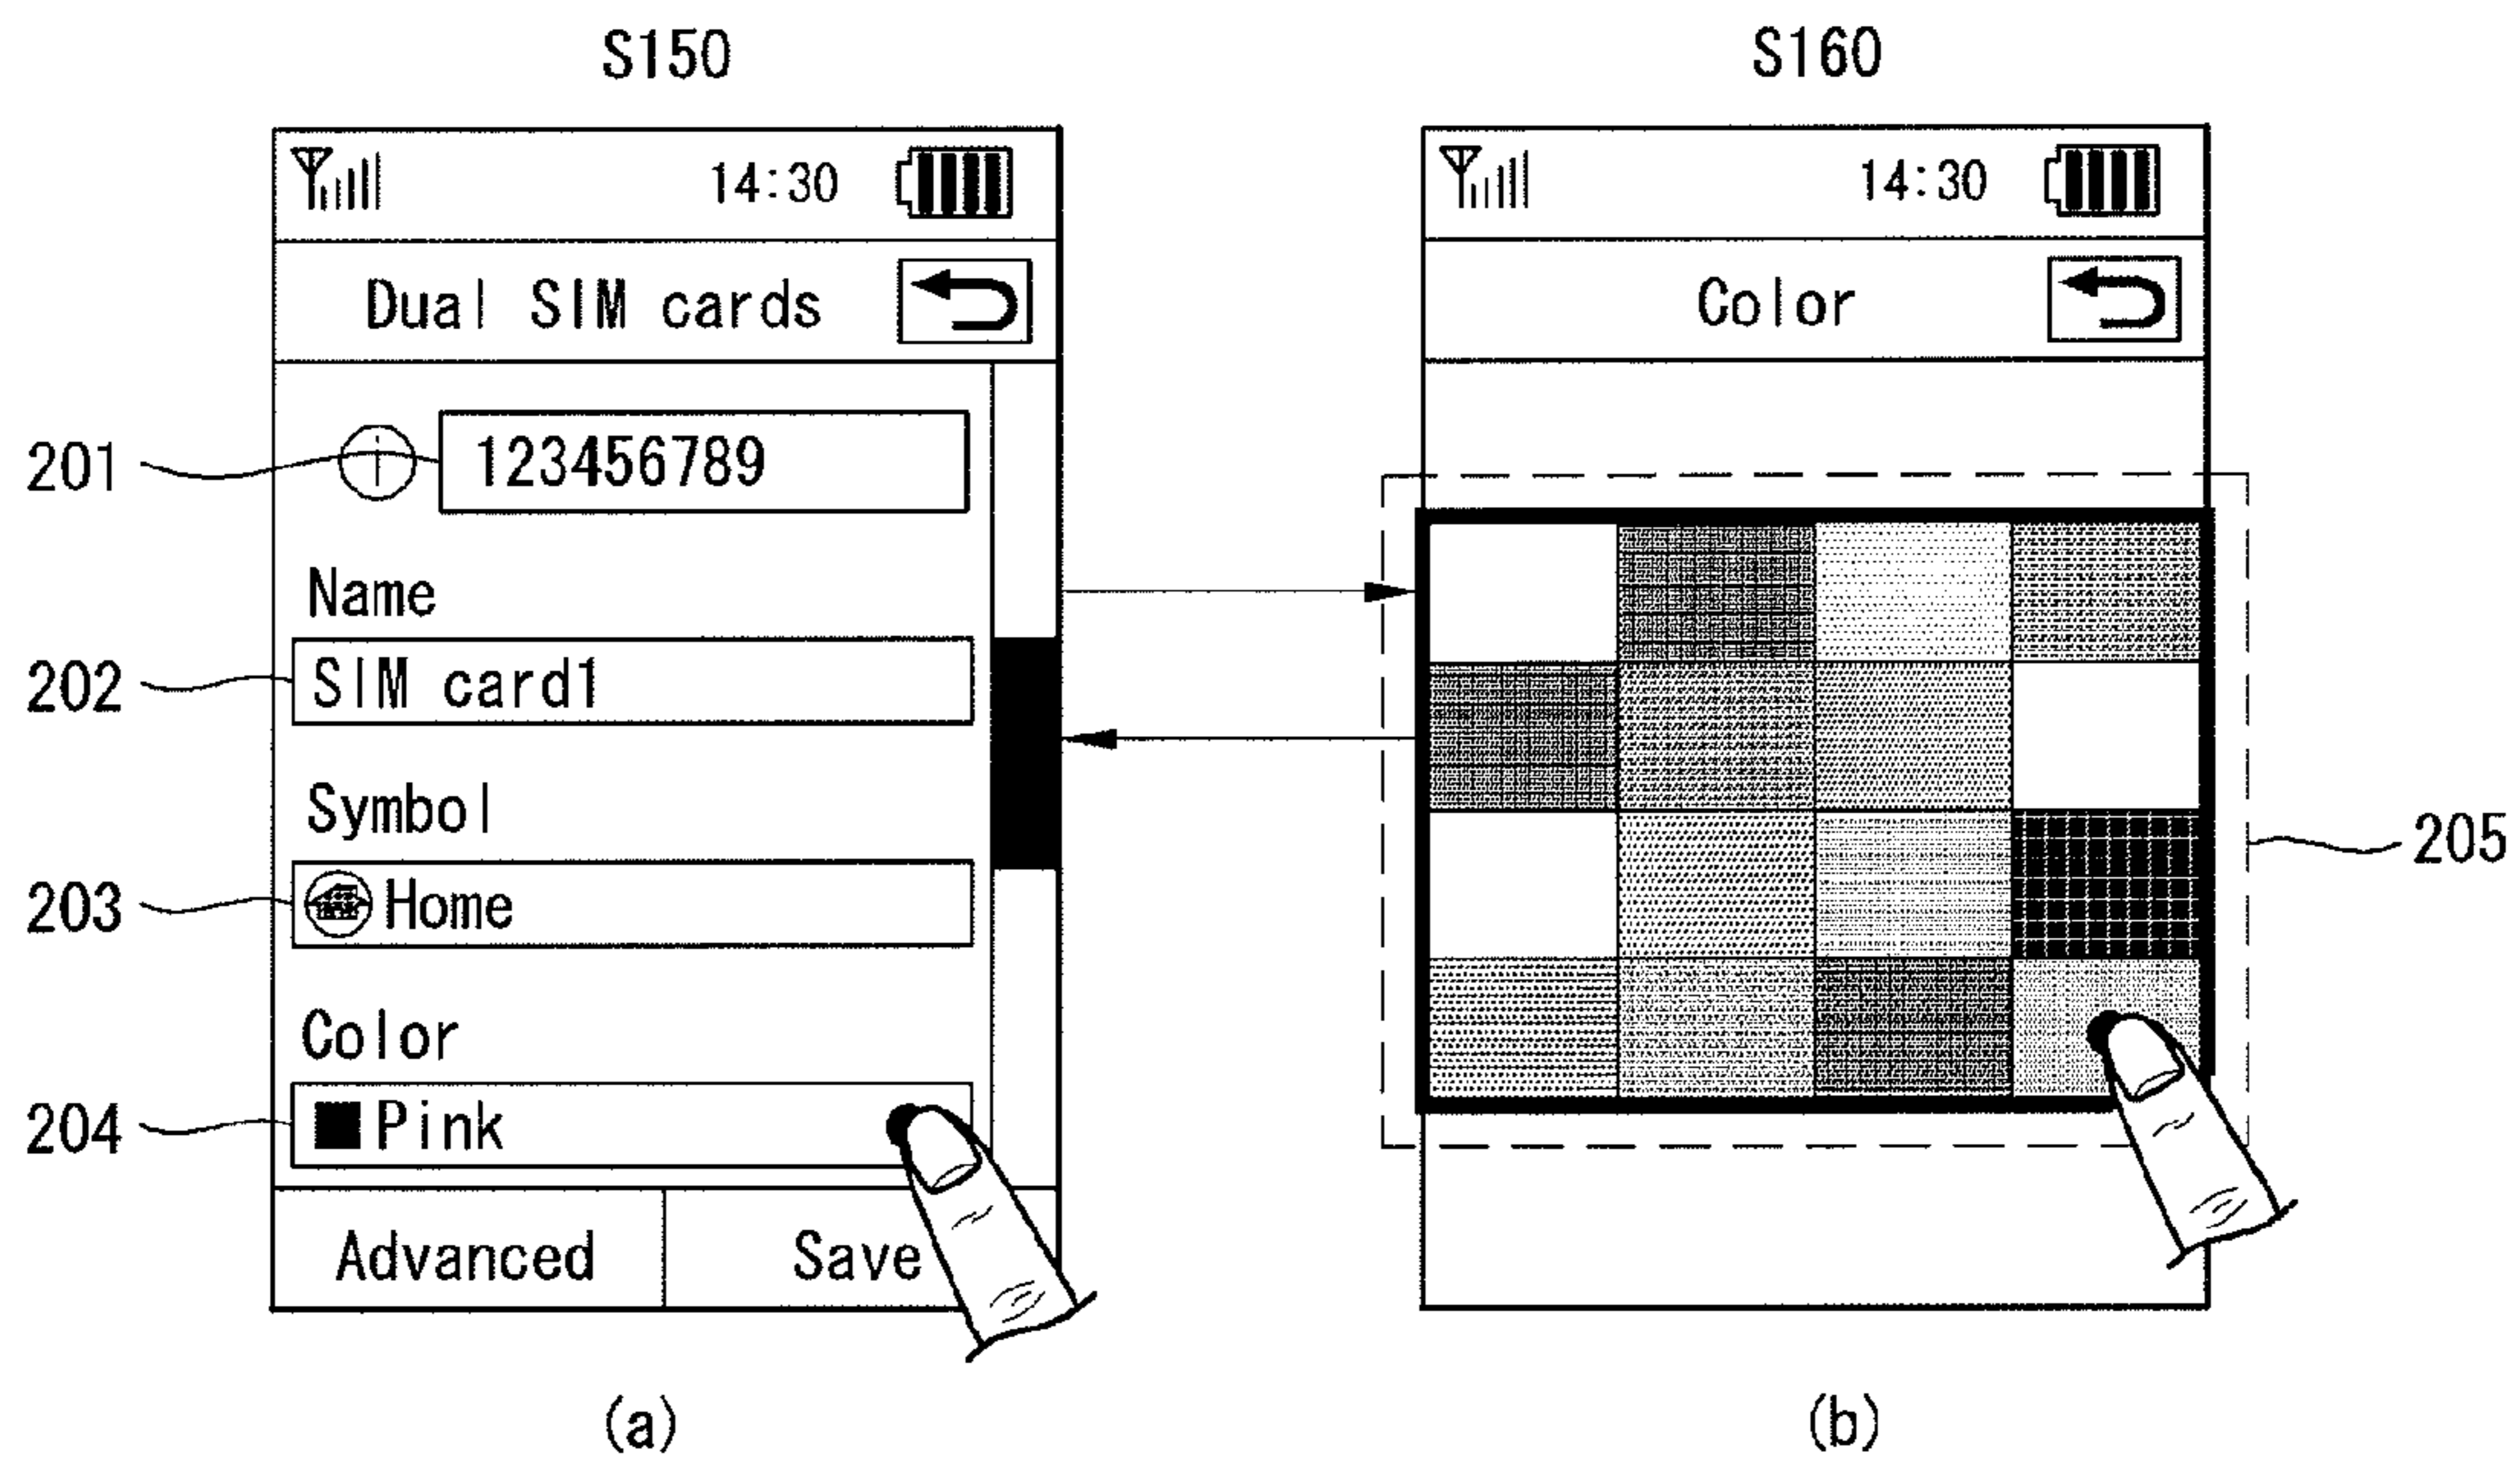 S150
14:30
Dual SIM cards
201
123456789
Name
202
SIM card1
Symbol
203
Home
Color
204
Pink
Advanced
Save
(a)
S160
14:30
Color
205
(b)